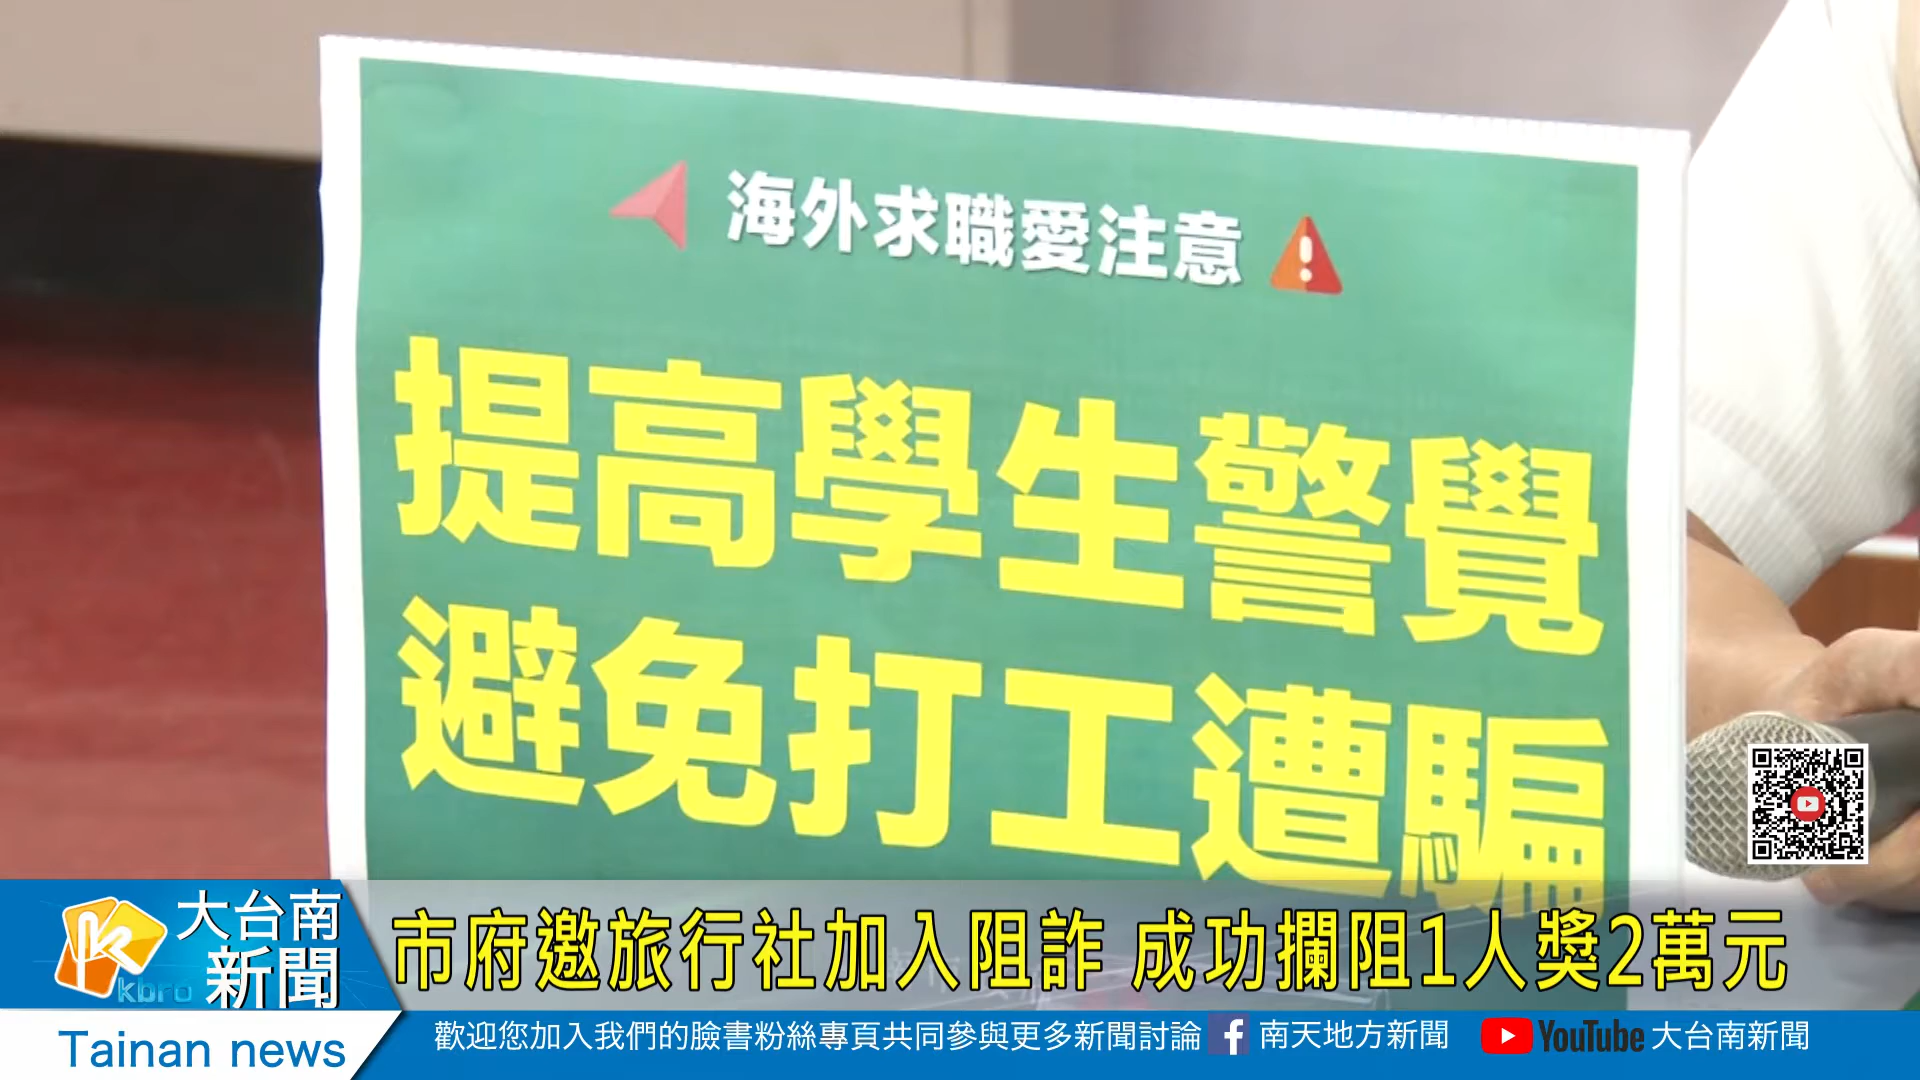 海外求職愛注意
提高學生警覺
避免打工遭騙
大台南
新聞
kbro
市府邀旅行社加入阻詐 成功攔阻1人獎2萬元
Tainan news
歡迎您加入我們的臉書粉絲專頁共同參與更多新聞討論 南天地方新聞 YouTube 大台南新聞